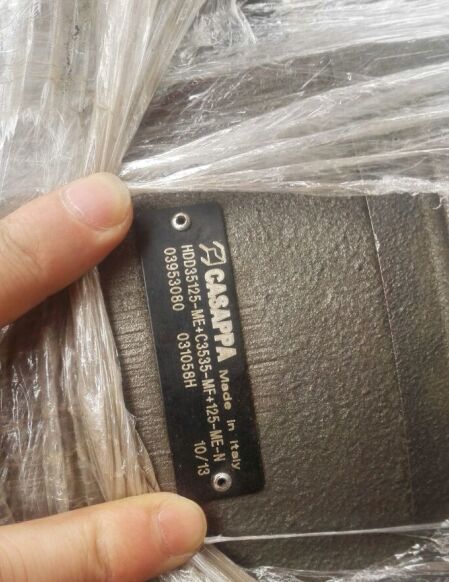 CASAPPA Made in Italy
HDD35125-ME+C3535-MF+125-ME-N
03953080 031058H 10/13